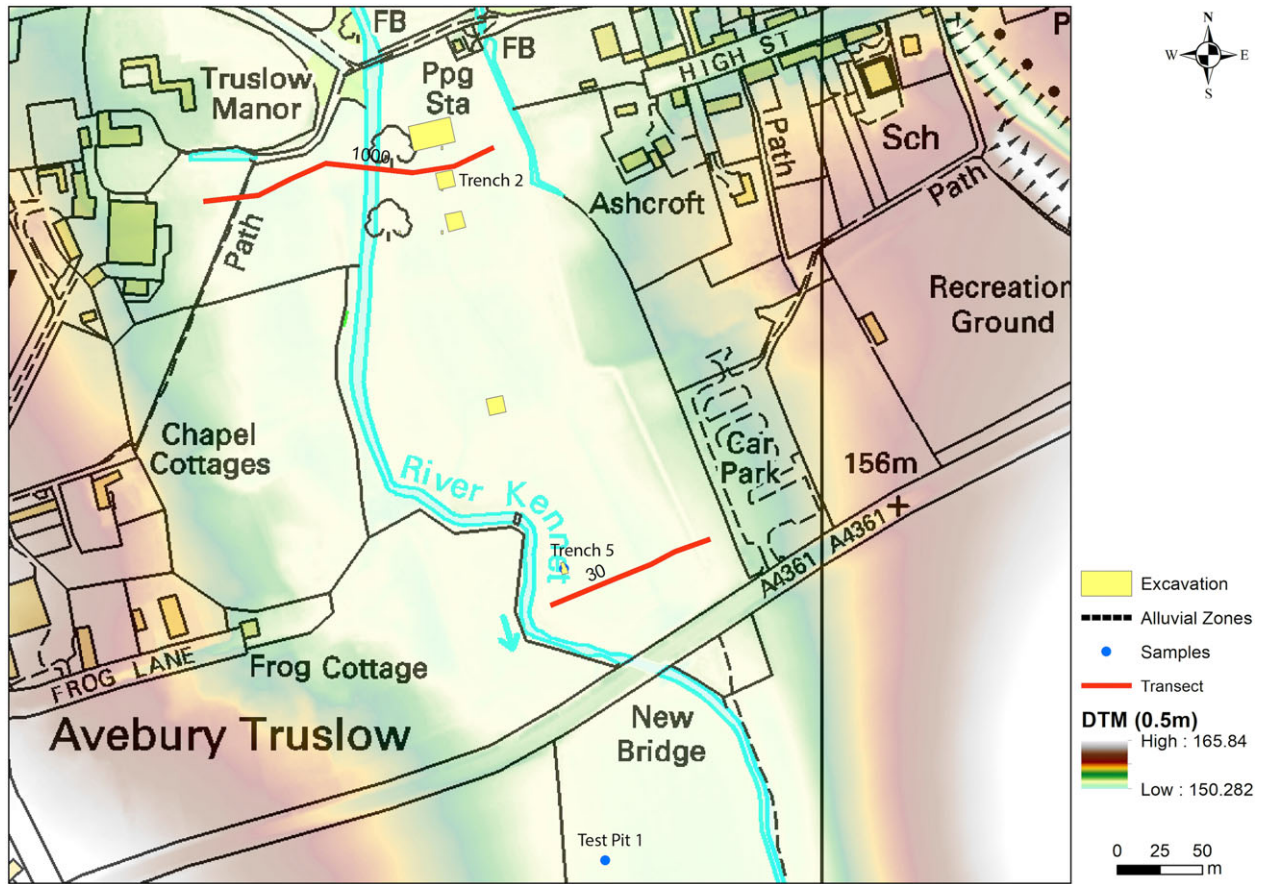 FB
FB
HIGH ST
P
Truslow
Manor
Ppg
Sta
Path
Sch
1000
Trench 2
Path
Ashcroft
Path
Recreation
Ground
Chapel
Cottages
Car
Park
156m
River Kennet
Trench 5
30
A4361
A4361
FROG LANE
Frog Cottage
Avebury Truslow
New
Bridge
Test Pit 1
N
W E
S
Excavation
Alluvial Zones
Samples
Transect
DTM (0.5m)
High : 165.84
Low : 150.282
0 25 50
m